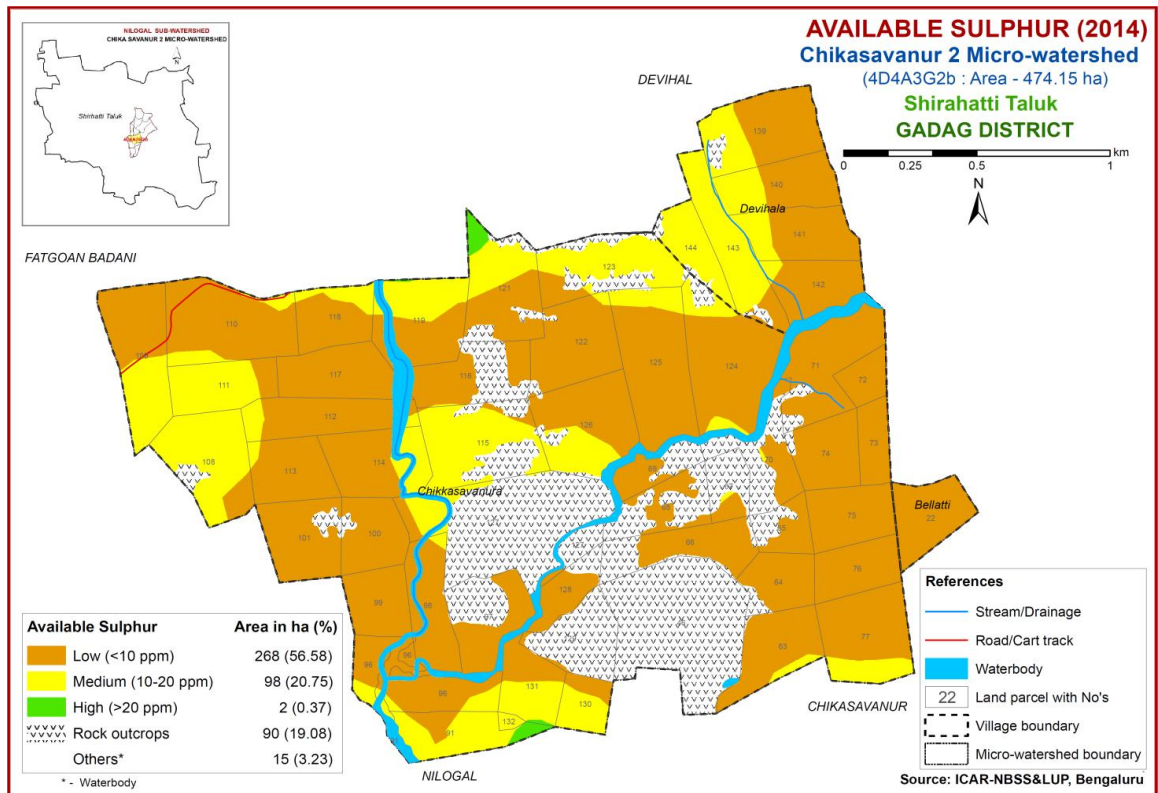 NILOGAL SUB-WATERSHED
CHIKA SAVANUR 2 MICRO-WATERSHED
N
Shirhatti Taluk
AVAILABLE SULPHUR (2014)
Chikasavanur 2 Micro-watershed
(4D4A3G2b : Area - 474.15 ha)
Shirahatti Taluk
GADAG DISTRICT
km
0 0.25 0.5 1
N
DEVIHAL
FATGOAN BADANI
139
140
Devihala
141
144 143
142
123
121
110 118 119
109
122
125 124
71
72
111 117
116
112
126
115
73
74
70
108 113 114
69
Chikkasavanura
68
Bellatti
22
75
101 100
66
76
64
128
99 98
77
63
96 96
98
131
130
132
91
CHIKASAVANUR
NILOGAL
Available Sulphur Area in ha (%)
Low (<10 ppm) 268 (56.58)
Medium (10-20 ppm) 98 (20.75)
High (>20 ppm) 2 (0.37)
Rock outcrops 90 (19.08)
Others* 15 (3.23)
* - Waterbody
References
Stream/Drainage
Road/Cart track
Waterbody
22 Land parcel with No's
Village boundary
Micro-watershed boundary
Source: ICAR-NBSS&LUP, Bengaluru